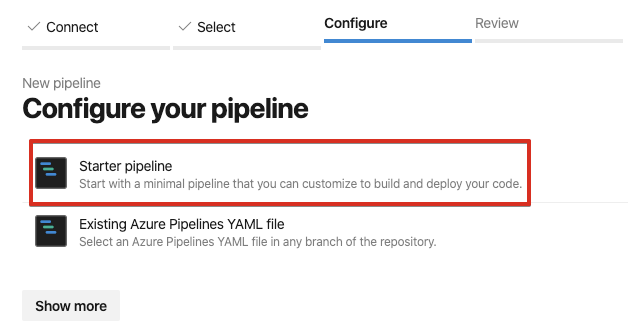 Connect
Select
Configure
Review
New pipeline
Configure your pipeline
Starter pipeline
Start with a minimal pipeline that you can customize to build and deploy your code.
Existing Azure Pipelines YAML file
Select an Azure Pipelines YAML file in any branch of the repository.
Show more